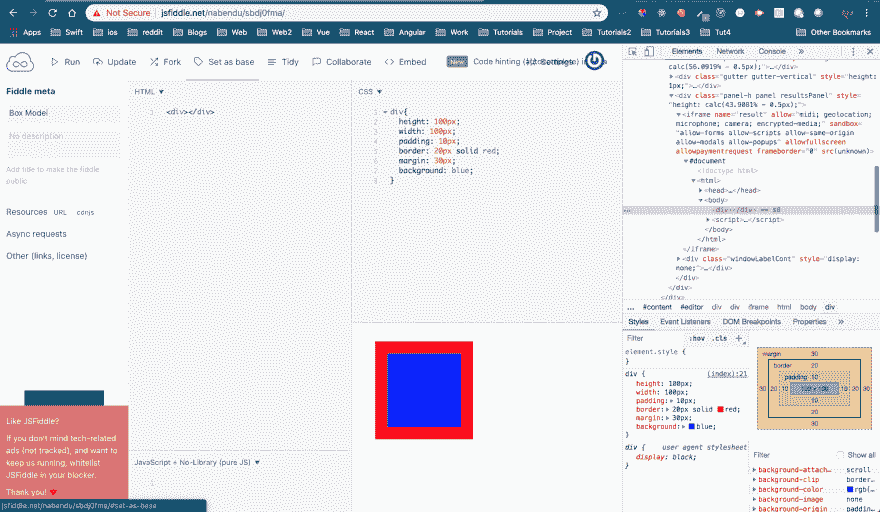 Not Secure | jsfiddle.net/nabendu/sbdj0fma/
Apps Swift ios reddit Blogs Web Web2 Vue React Angular Work Tutorials Projects Tutorials2 Tutorials3 Tut4 Other Bookmarks
Run Update Fork Set as base Tidy Collaborate Embed New Settings
Elements Network Console
Fiddle meta
Box Model
No description
Add title to make the fiddle
public
Resources URL cdnjs
Async requests
Other (links, license)
HTML
1 <div></div>
CSS
1 div{
2 height: 100px;
3 width: 100px;
4 padding: 10px;
5 border: 20px solid red;
6 margin: 30px;
7 background: blue;
8 }
JavaScript + No-Library (pure JS)
1
Like JSFiddle?
If you don't mind tech-related
ads (not tracked), and want to
keep us running, whitelist
JSFiddle in your blocker.
Thank you!
jsfiddle.net/nabendu/sbdj0fma/#set-as-base
calc(56.0919% - 0.5px);">…</div>
<div class="gutter gutter-vertical" style="height:
1px;">…</div>
<div class="panel-h panel resultsPanel" style=
"height: calc(43.9081% - 0.5px);">
<iframe name="result" allow="midi; geolocation;
microphone; camera; encrypted-media;" sandbox=
"allow-forms allow-scripts allow-same-origin
allow-modals allow-popups" allowfullscreen
allowpaymentrequest frameborder="0" src(unknown)>
#document
<!doctype html>
<html>
<head>…</head>
<body>
<div></div> == $0
<script>…</script>
</body>
</html>
</iframe>
<div class="windowLabelCont" style="display:
none;">…</div>
</div>
</div>
</div>
... #content #editor div div iframe html body div
Styles Event Listeners DOM Breakpoints Properties
Filter :hov .cls +
element.style {
}
div { (index):21
height: 100px;
width: 100px;
padding: 10px;
border: 20px solid red;
margin: 30px;
background: blue;
}
div { user agent stylesheet
display: block;
}
margin 30
border 20
padding 10
30 20 10 100 × 100 10 20 30
10
20
30
Filter Show all
background-attach… scroll
background-clip border…
background-color rgb(…
background-image none
background-origin paddin…